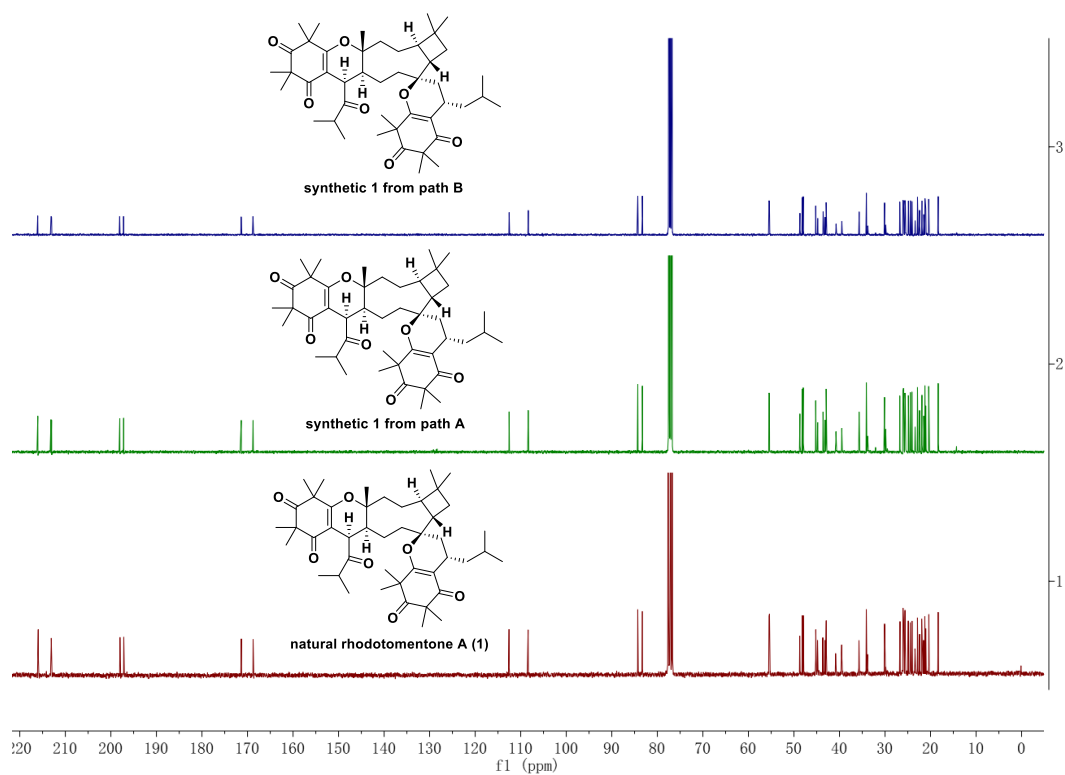 O
O
H
O
H
H
O
O
H
O
H
O
O
synthetic 1 from path B
3
O
O
H
O
H
H
O
O
H
O
H
O
O
synthetic 1 from path A
2
O
O
H
O
H
H
O
O
H
O
H
O
O
natural rhodotomentone A (1)
1
220 210 200 190 180 170 160 150 140 130 120 110 100 90 80 70 60 50 40 30 20 10 0
f1 (ppm)